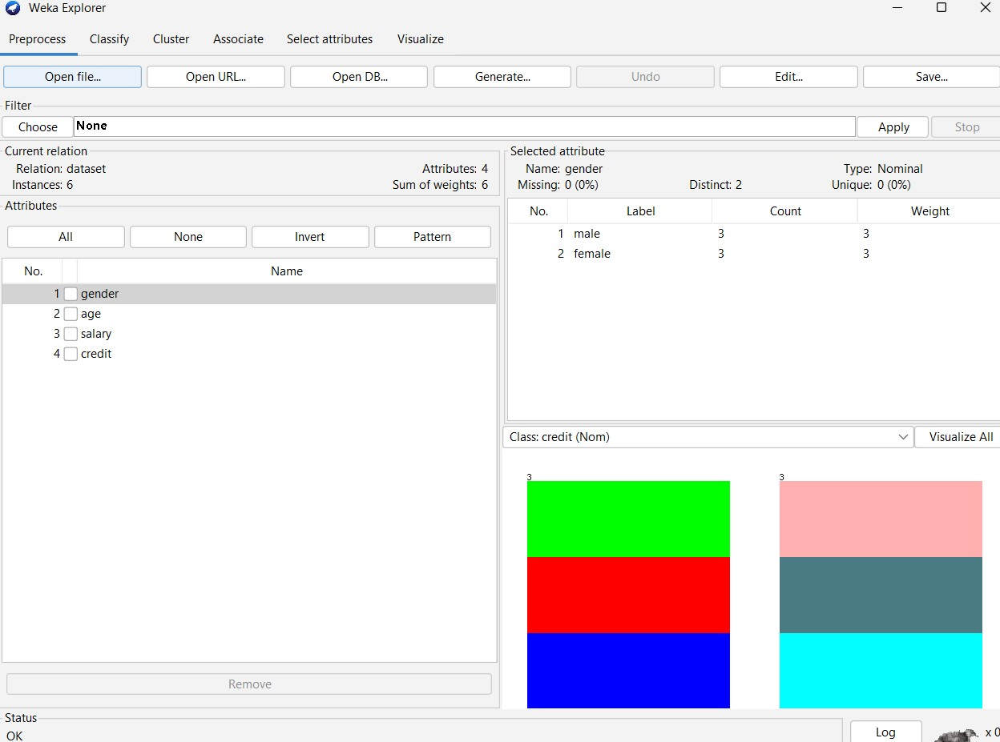 Weka Explorer
Preprocess Classify Cluster Associate Select attributes Visualize
Open file... Open URL... Open DB... Generate... Undo Edit... Save...
Filter
Choose None Apply Stop
Current relation
Relation: dataset Attributes: 4
Instances: 6 Sum of weights: 6
Attributes
All None Invert Pattern
No. Name
1 gender
2 age
3 salary
4 credit
Remove
Selected attribute
Name: gender Type: Nominal
Missing: 0 (0%) Distinct: 2 Unique: 0 (0%)
No. Label Count Weight
1 male 3 3
2 female 3 3
Class: credit (Nom) Visualize All
3 3
Status
OK
Log x 0